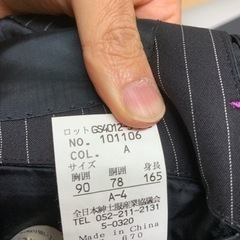 ロット GS4012-
NO. 101106
COL. A
サイズ
胸囲 胴囲 身長
90 78 165
A-4
全日本紳士服産業協議会
TEL 052-211-2131
5-0320
Made in China
670